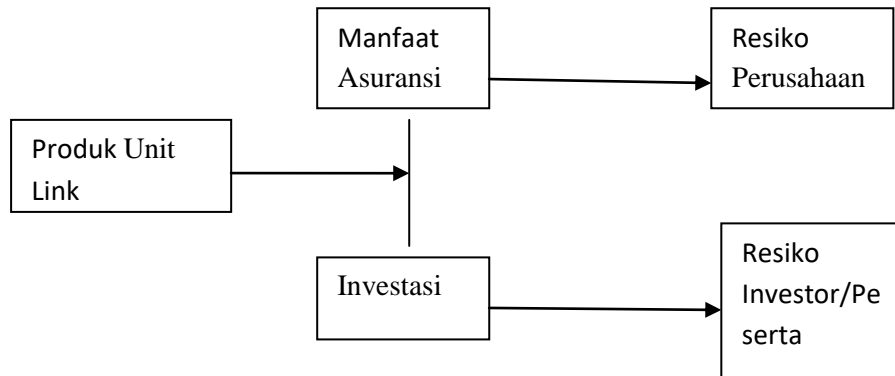 Manfaat
Asuransi
Resiko
Perusahaan
Produk Unit
Link
Investasi
Resiko
Investor/Pe
serta